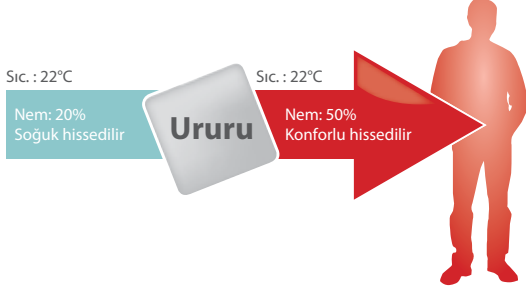 Sıc. : 22°C
Nem: 20%
Soğuk hissedilir
Ururu
Sıc. : 22°C
Nem: 50%
Konforlu hissedilir